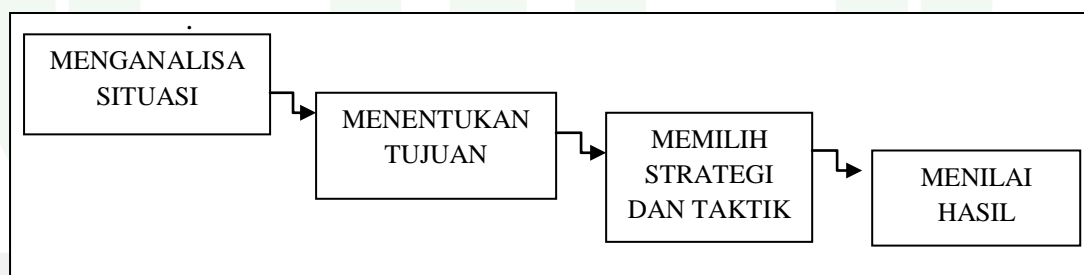 MENGANALISA
SITUASI
MENENTUKAN
TUJUAN
MEMILIH
STRATEGI
DAN TAKTIK
MENILAI
HASIL